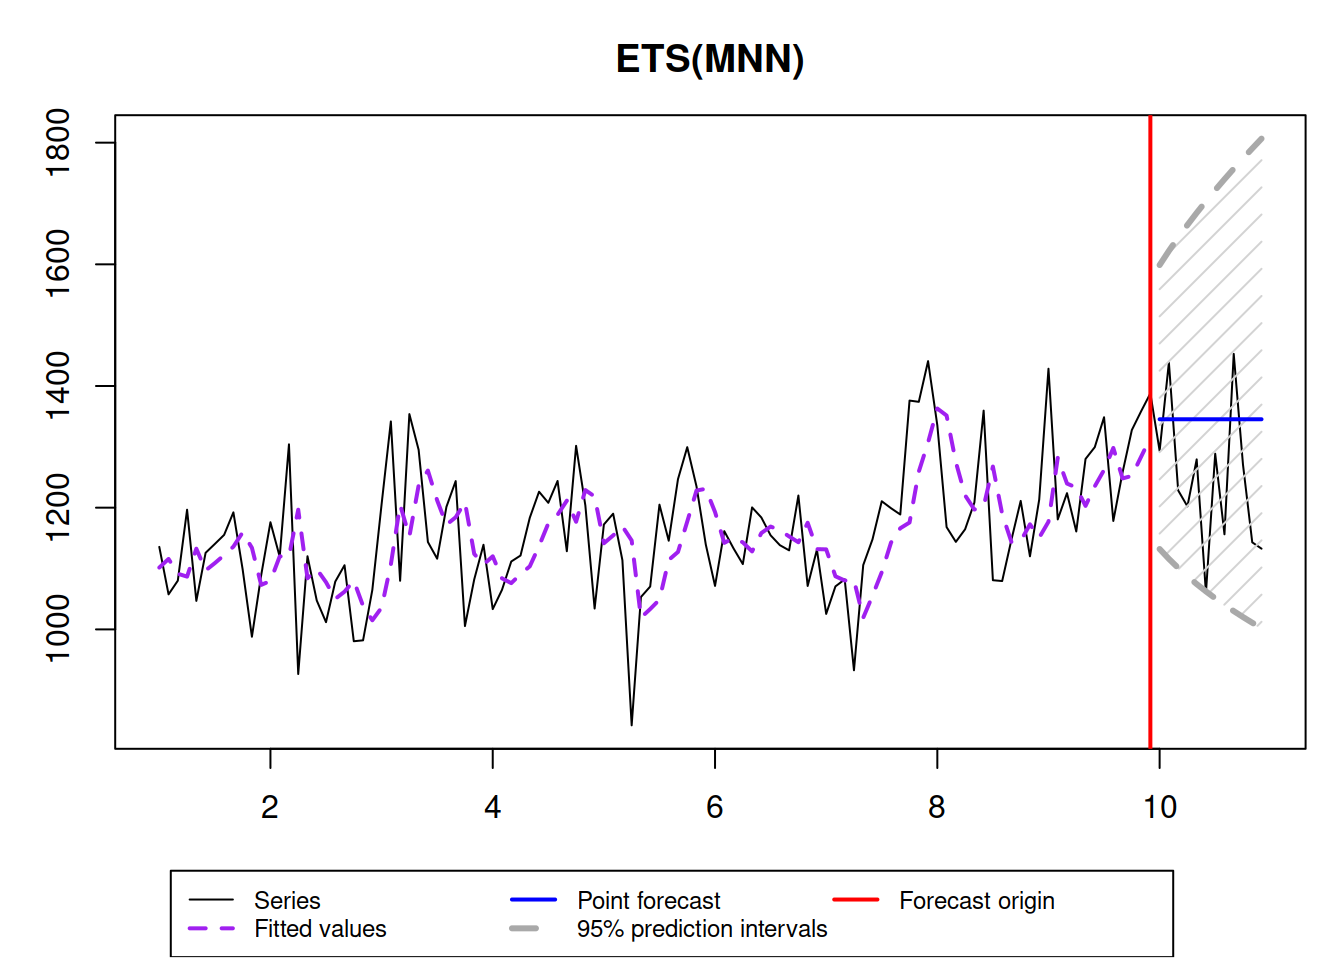 ETS(MNN)
1800
1600
1400
1200
1000
2 4 6 8 10
Series Point forecast Forecast origin
Fitted values 95% prediction intervals